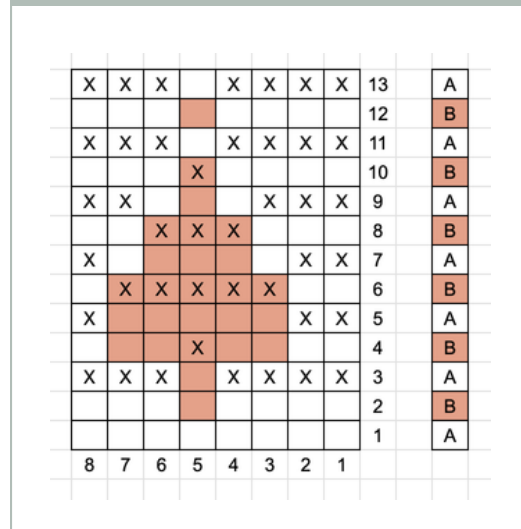 X X X X X X X 13 A
12 B
X X X X X X X 11 A
X 10 B
X X X X X 9 A
X X X 8 B
X X X 7 A
X X X X X 6 B
X X X 5 A
X 4 B
X X X X X X X 3 A
2 B
1 A
8 7 6 5 4 3 2 1